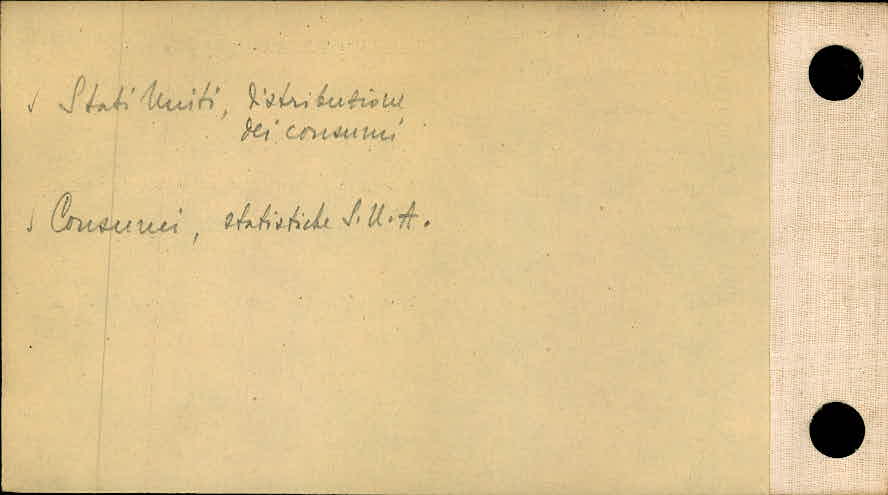 √ Stati Uniti, distribuzione
dei consumi
√ Consumi, statistiche S.U.A.